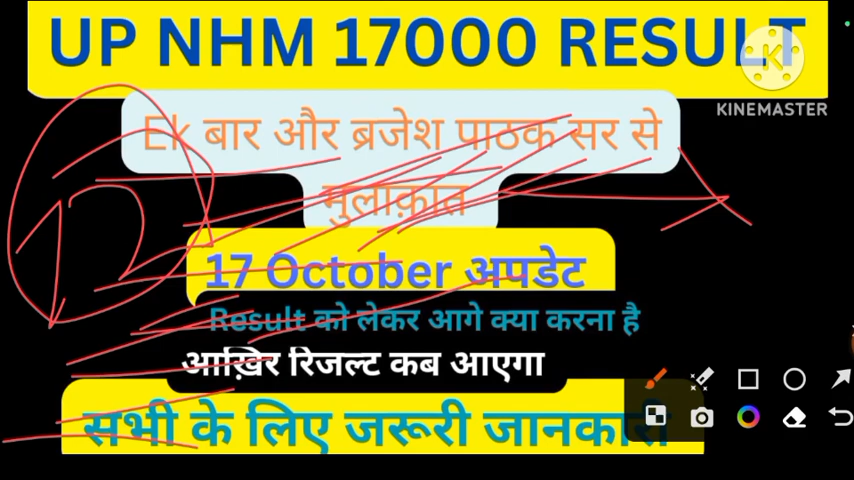 UP NHM 17000 RESULT
KINEMASTER
Ek बार और ब्रजेश पाठक सर से
मुलाक़ात
12
17 October अपडेट
Result को लेकर आगे क्या करना है
आख़िर रिजल्ट कब आएगा
सभी के लिए जरूरी जानकारी